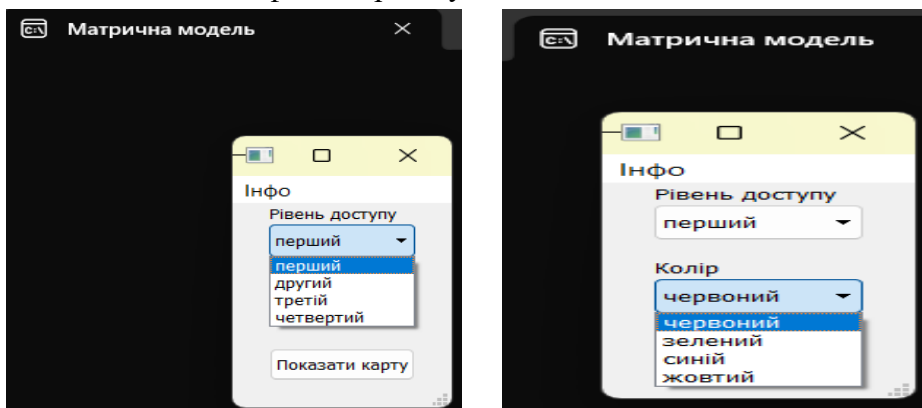 Матрична модель
Інфо
Рівень доступу
перший
перший
другий
третій
четвертий
Показати карту
Матрична модель
Інфо
Рівень доступу
перший
Колір
червоний
червоний
зелений
синій
жовтий